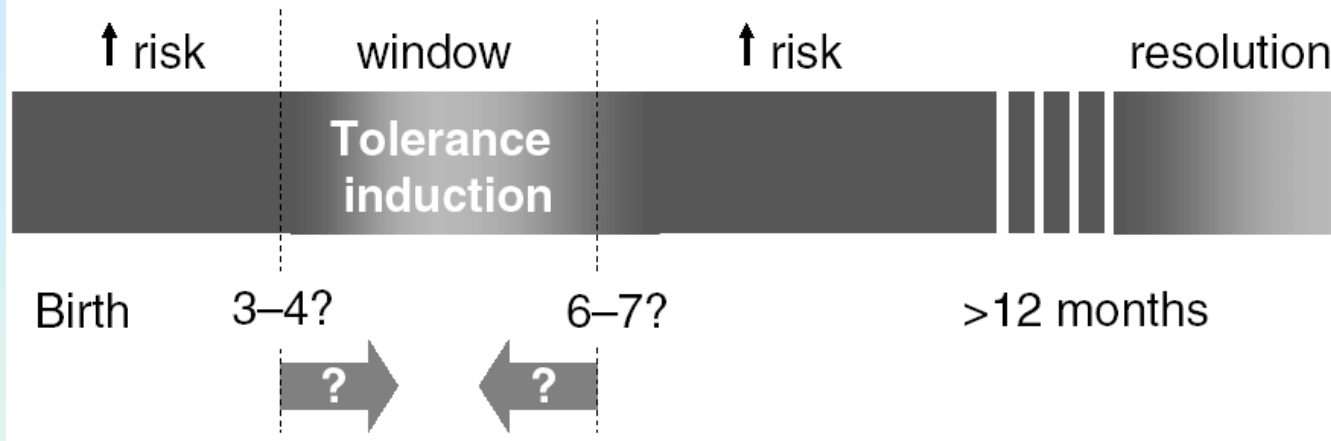 ↑ risk window ↑ risk resolution
Tolerance
induction
Birth 3–4? 6–7? >12 months
? ?